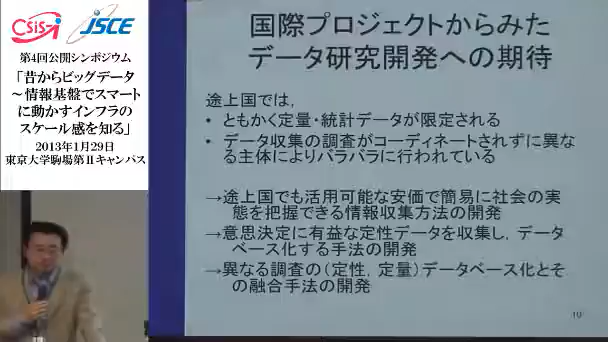 CSiS-i JSCE
第4回公開シンポジウム
「昔からビッグデータ
～情報基盤でスマート
に動かすインフラの
スケール感を知る」
2013年1月29日
東京大学駒場第Ⅱキャンパス
国際プロジェクトからみた
データ研究開発への期待
途上国では，
• ともかく定量・統計データが限定される
• データ収集の調査がコーディネートされずに異な
る主体によりバラバラに行われている
→途上国でも活用可能な安価で簡易に社会の実
態を把握できる情報収集方法の開発
→意思決定に有益な定性データを収集し，データ
ベース化する手法の開発
→異なる調査の（定性，定量）データベース化とそ
の融合手法の開発
10